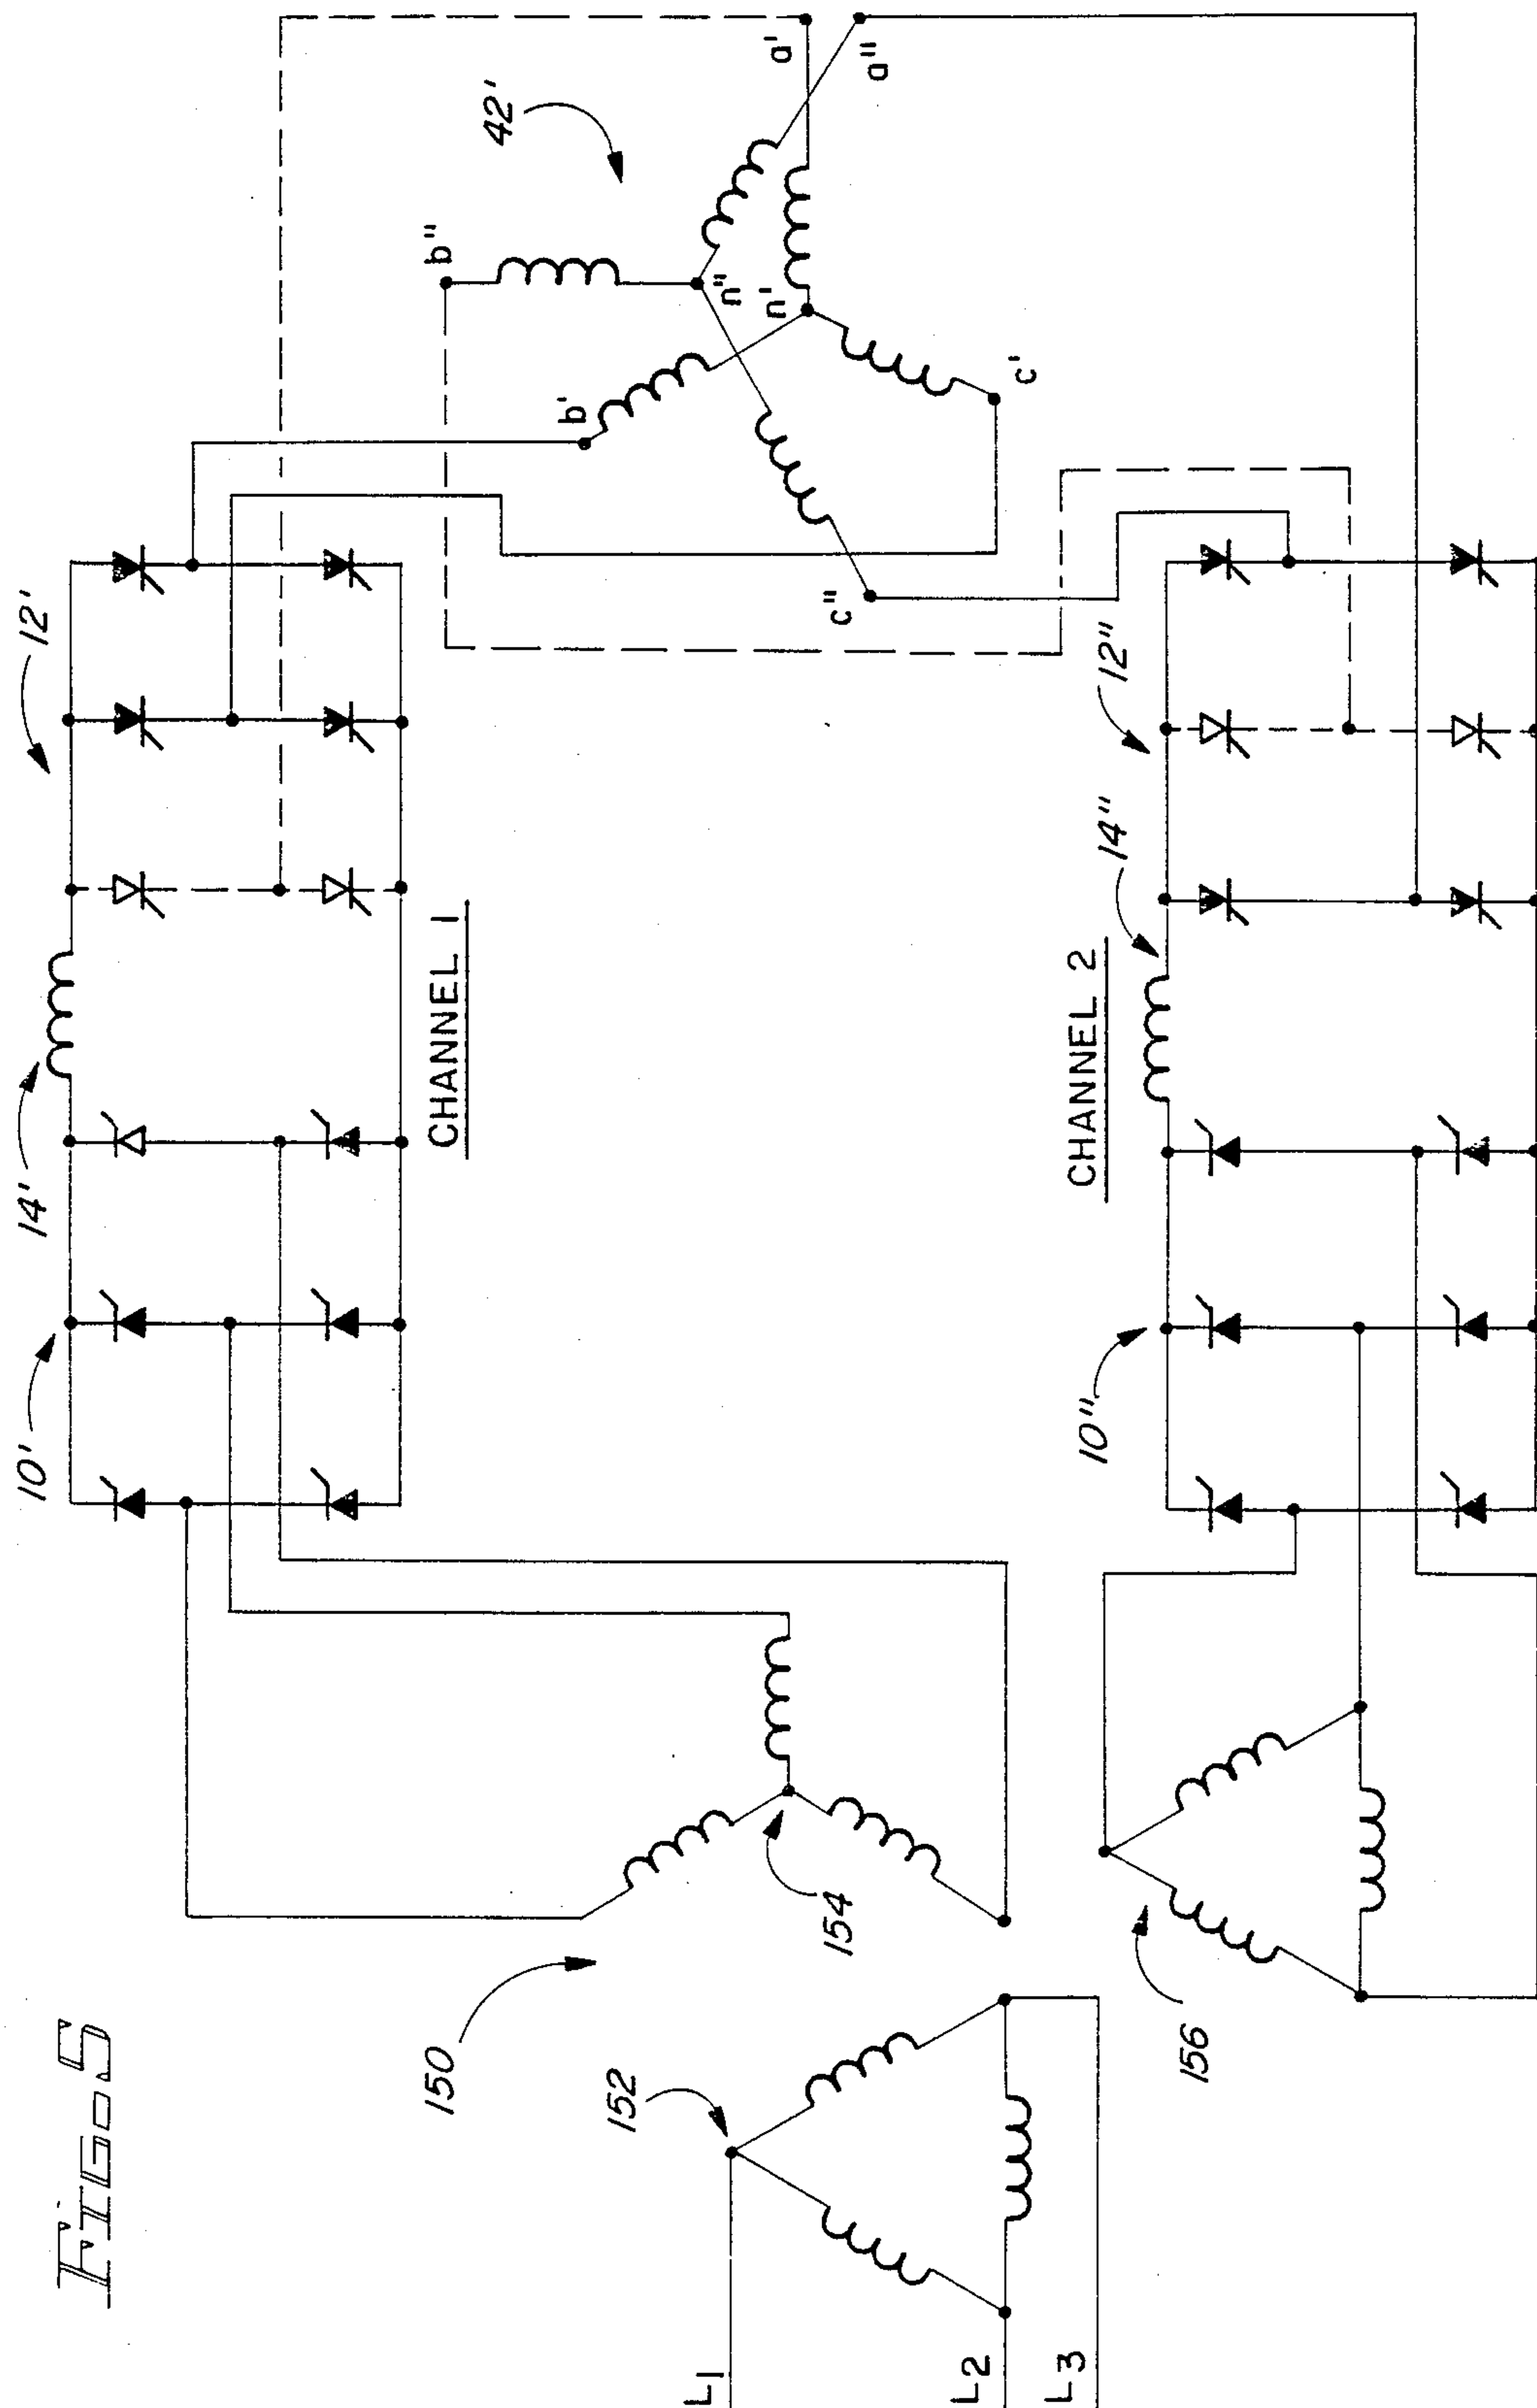 FIG-5
10'
14'
12'
42'
CHANNEL 1
b"
a'
a"
n"
n'
b'
c'
c"
150
154
152
L1
L2
L3
156
10"
14"
12"
CHANNEL 2